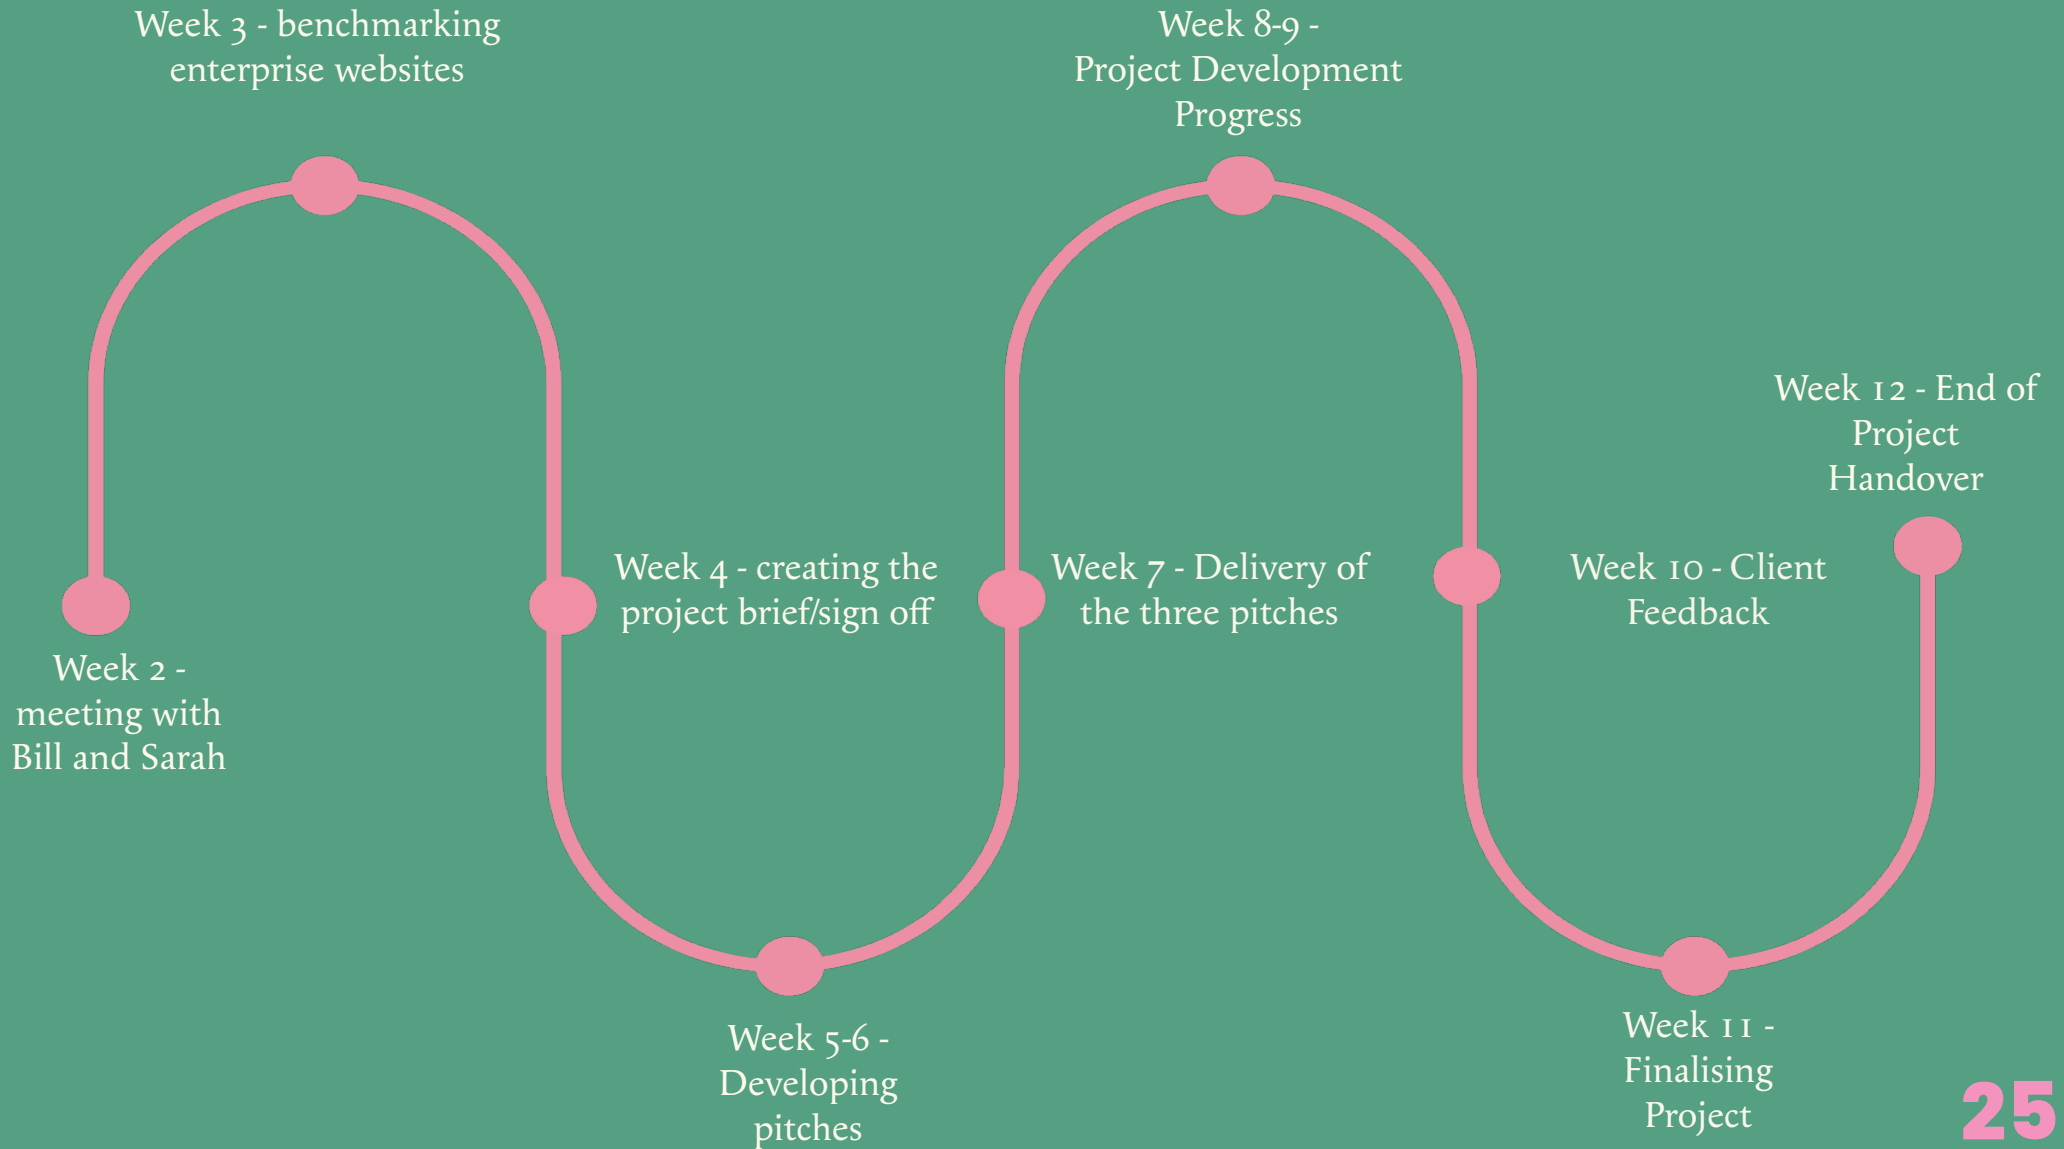 Week 3 - benchmarking
enterprise websites
Week 8-9 -
Project Development
Progress
Week 12 - End of
Project
Handover
Week 4 - creating the
project brief/sign off
Week 7 - Delivery of
the three pitches
Week 10 - Client
Feedback
Week 2 -
meeting with
Bill and Sarah
Week 5-6 -
Developing
pitches
Week 11 -
Finalising
Project
25